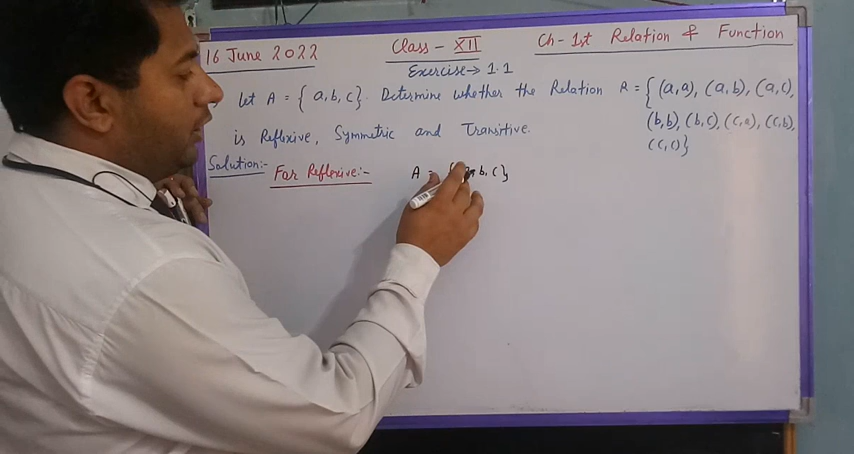 16 June 2022 Class - XII Ch- 1st Relation & Function
Exercise → 1.1
Let A = { a, b, c}. Determine whether the Relation R = { (a,a), (a,b), (a,c),
(b,b), (b,c), (c,a), (c,b),
is Reflexive, Symmetric and Transitive. (c,c)}
Solution:- For Reflexive:- A = { b, c}